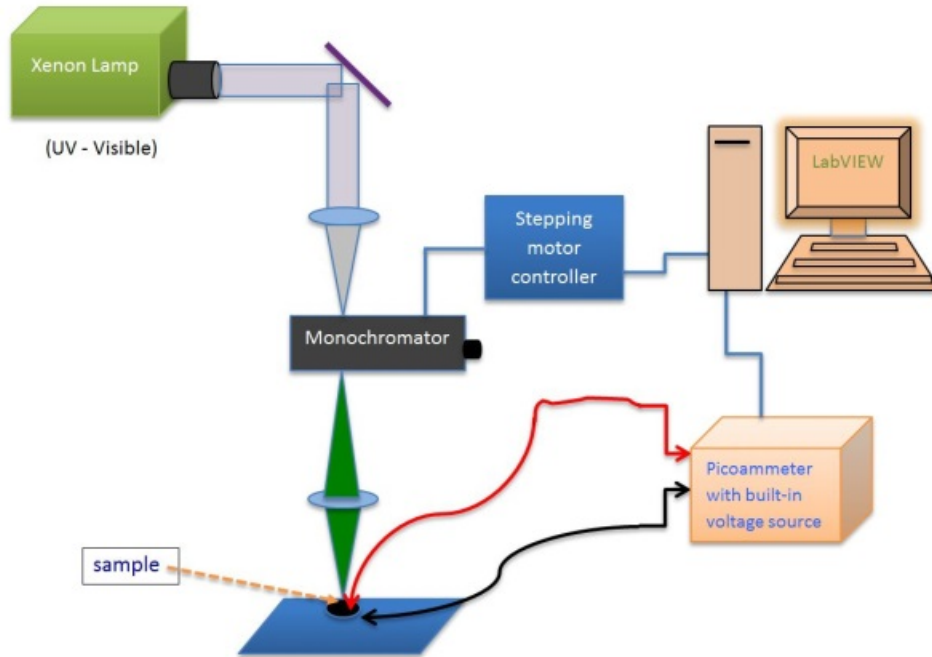 Xenon Lamp
(UV - Visible)
Stepping
motor
controller
LabVIEW
Monochromator
Picoammeter
with built-in
voltage source
sample